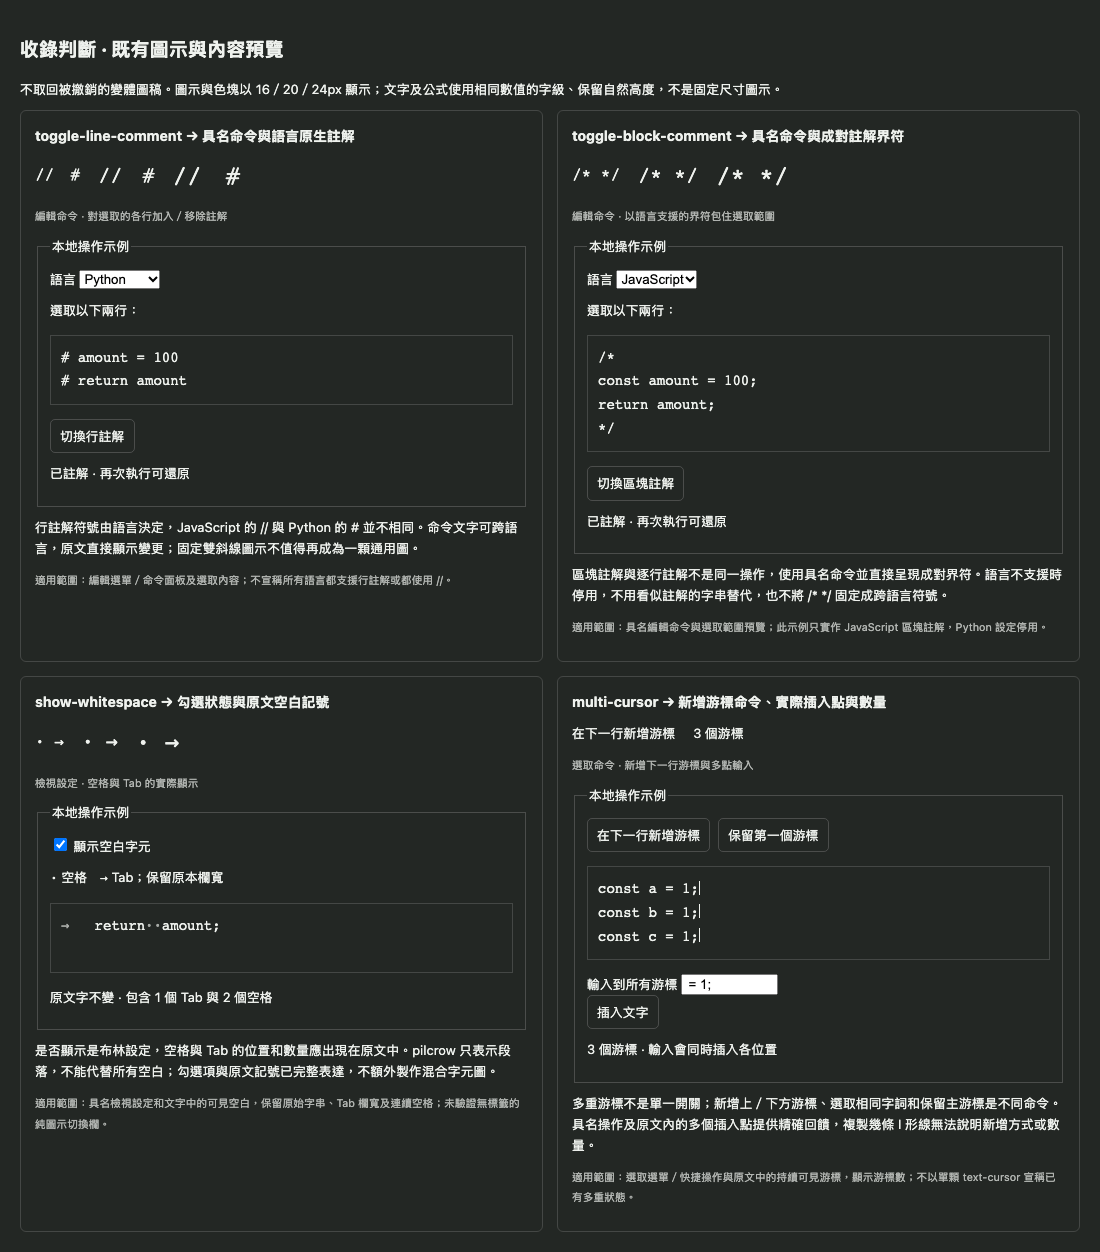 收錄判斷 · 既有圖示與內容預覽
不取回被撤銷的變體圖稿。圖示與色塊以 16 / 20 / 24px 顯示；文字及公式使用相同數值的字級、保留自然高度，不是固定尺寸圖示。
toggle-line-comment → 具名命令與語言原生註解
// # // # // #
編輯命令 · 對選取的各行加入 / 移除註解
本地操作示例
語言 Python
選取以下兩行：
# amount = 100
# return amount
切換行註解
已註解 · 再次執行可還原
行註解符號由語言決定，JavaScript 的 // 與 Python 的 # 並不相同。命令文字可跨語
言，原文直接顯示變更；固定雙斜線圖示不值得再成為一顆通用圖。
適用範圍：編輯選單 / 命令面板及選取內容；不宣稱所有語言都支援行註解或都使用 //。
toggle-block-comment → 具名命令與成對註解界符
/* */ /* */ /* */
編輯命令 · 以語言支援的界符包住選取範圍
本地操作示例
語言 JavaScript
選取以下兩行：
/*
const amount = 100;
return amount;
*/
切換區塊註解
已註解 · 再次執行可還原
區塊註解與逐行註解不是同一操作，使用具名命令並直接呈現成對界符。語言不支援時
停用，不用看似註解的字串替代，也不將 /* */ 固定成跨語言符號。
適用範圍：具名編輯命令與選取範圍預覽；此示例只實作 JavaScript 區塊註解，Python 設定停用。
show-whitespace → 勾選狀態與原文空白記號
· → · → · →
檢視設定 · 空格與 Tab 的實際顯示
本地操作示例
顯示空白字元
· 空格 → Tab；保留原本欄寬
→ return··amount;
原文字不變 · 包含 1 個 Tab 與 2 個空格
是否顯示是布林設定，空格與 Tab 的位置和數量應出現在原文中。pilcrow 只表示段
落，不能代替所有空白；勾選項與原文記號已完整表達，不額外製作混合字元圖。
適用範圍：具名檢視設定和文字中的可見空白，保留原始字串、Tab 欄寬及連續空格；未驗證無標籤的
純圖示切換欄。
multi-cursor → 新增游標命令、實際插入點與數量
在下一行新增游標 3 個游標
選取命令 · 新增下一行游標與多點輸入
本地操作示例
在下一行新增游標 保留第一個游標
const a = 1;
const b = 1;
const c = 1;
輸入到所有游標 = 1;
插入文字
3 個游標 · 輸入會同時插入各位置
多重游標不是單一開關；新增上 / 下方游標、選取相同字詞和保留主游標是不同命令。
具名操作及原文內的多個插入點提供精確回饋，複製幾條 I 形線無法說明新增方式或數
量。
適用範圍：選取選單 / 快捷操作與原文中的持續可見游標，顯示游標數；不以單顆 text-cursor 宣稱已
有多重狀態。